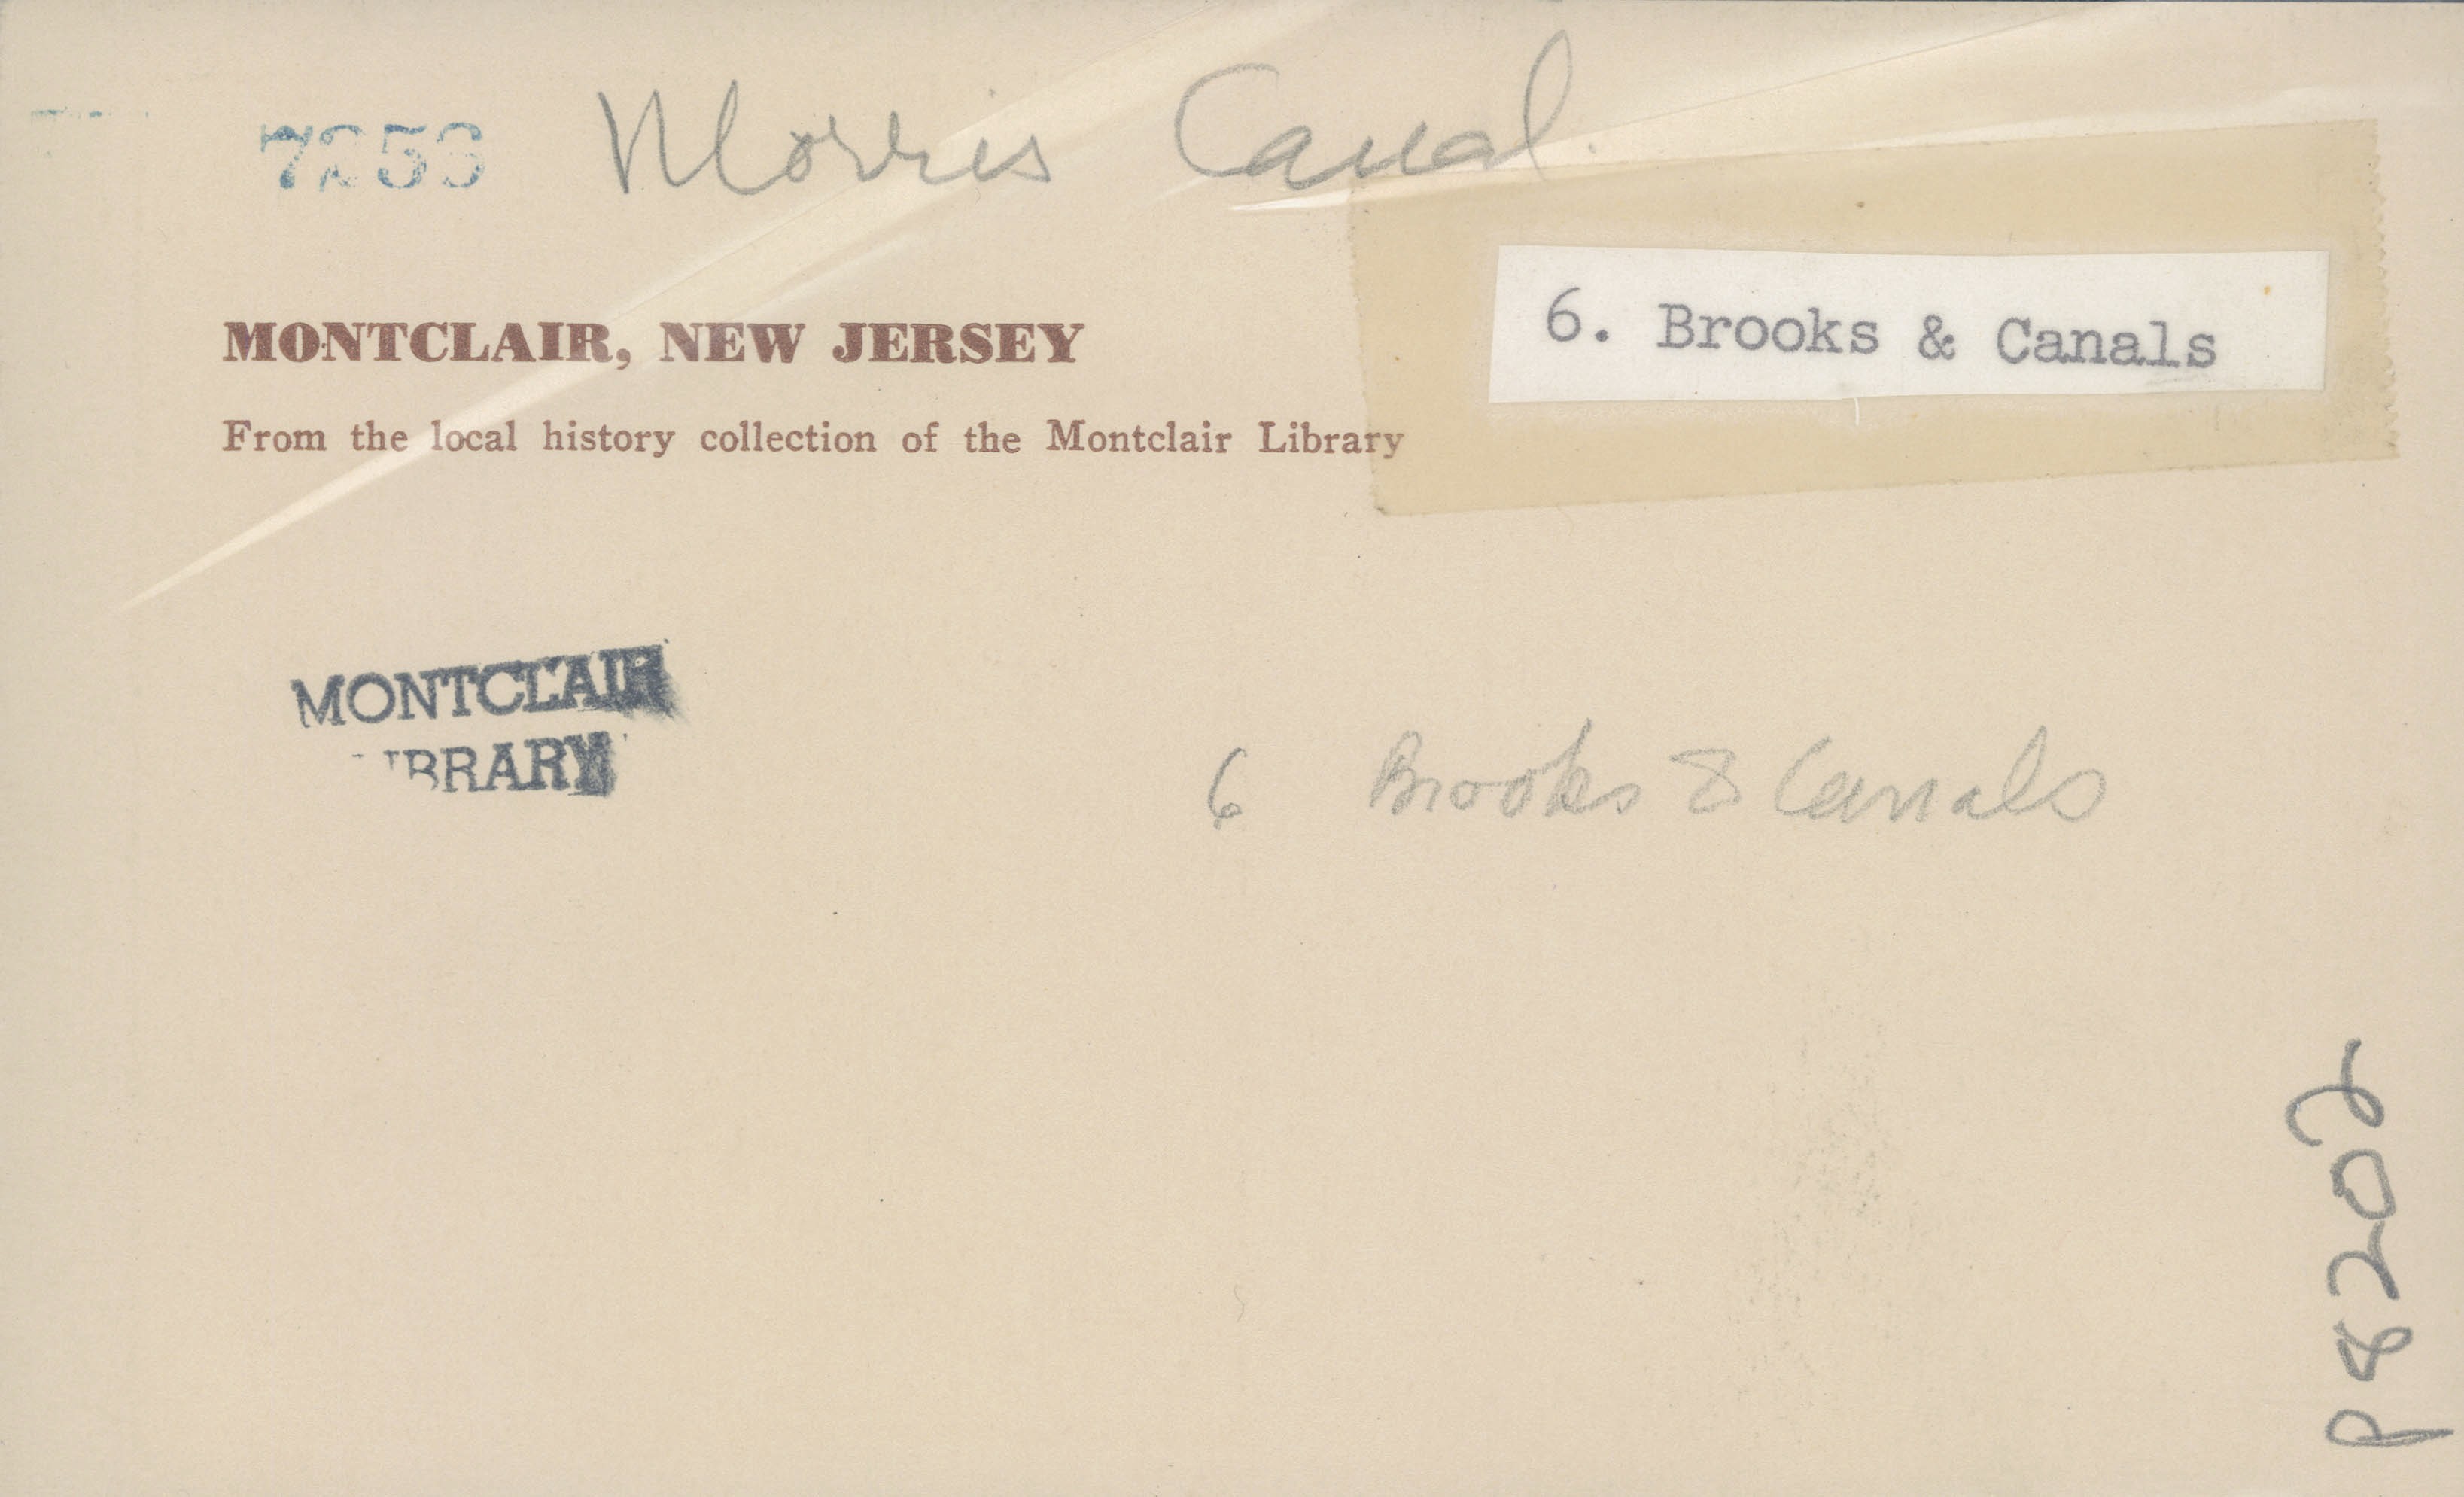 7253 Morris Canal.
MONTCLAIR, NEW JERSEY
6. Brooks & Canals
From the local history collection of the Montclair Library
MONTCLAIR
LIBRARY
6 Brooks & Canals
P8202